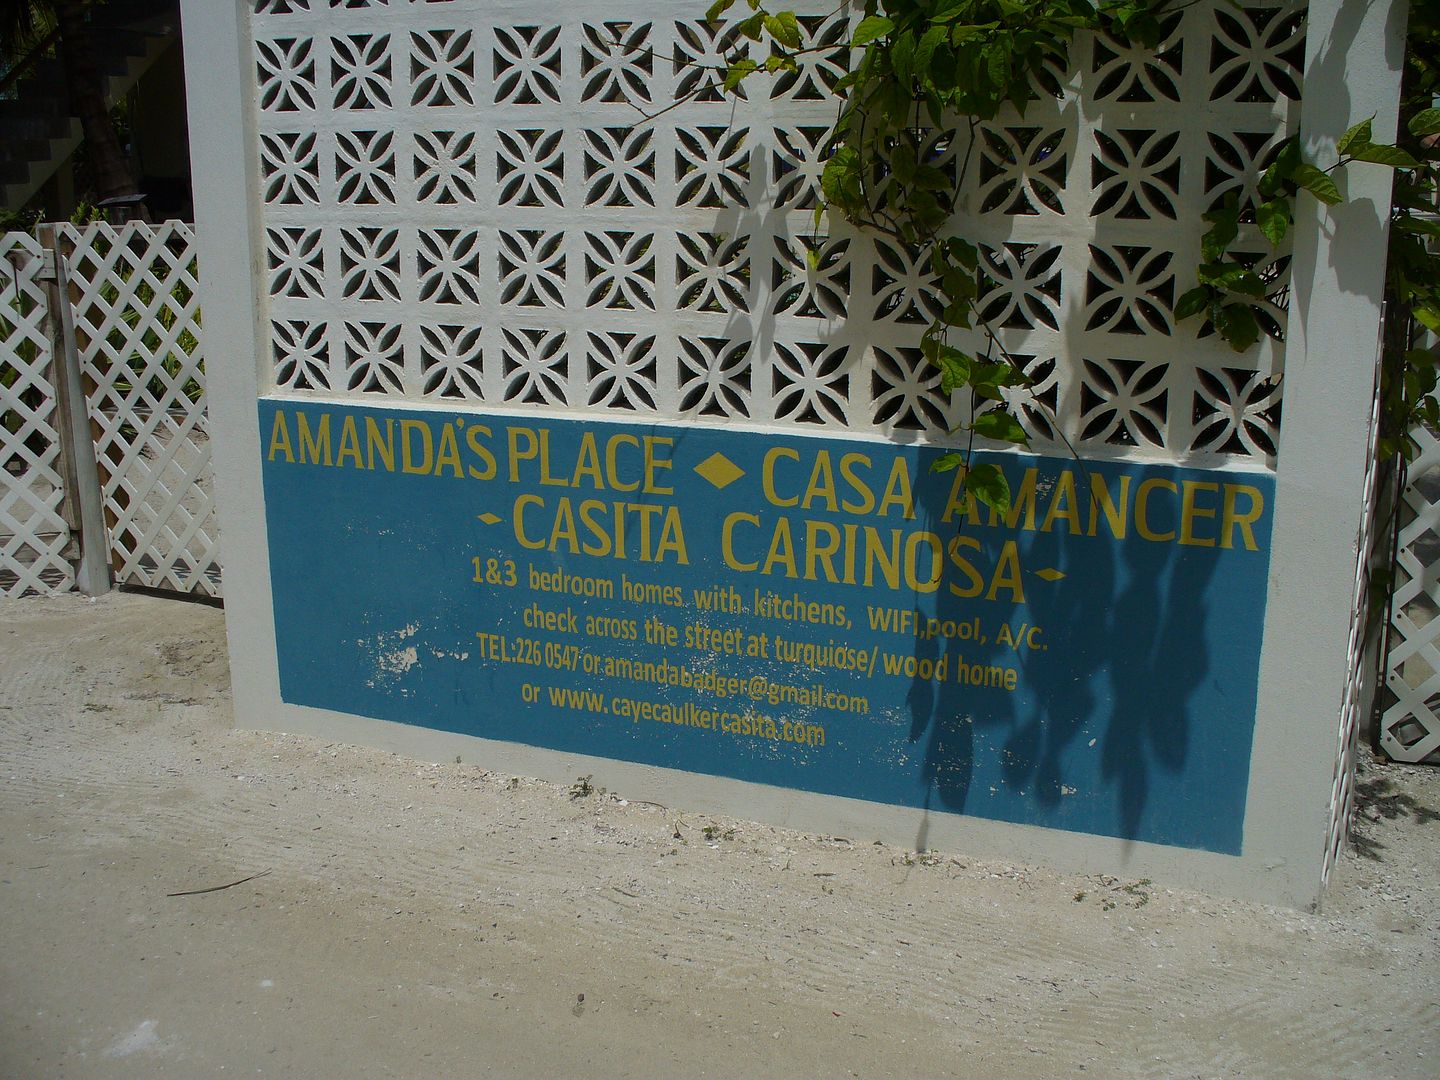 AMANDA'S PLACE ◆ CASA AMANCER
- CASITA CARINOSA -
1&3 bedroom homes with kitchens, WIFI, pool, A/C.
check across the street at turquiose/ wood home
TEL: 226 0547 or amandabadger@gmail.com
or www.cayecaulkercasita.com